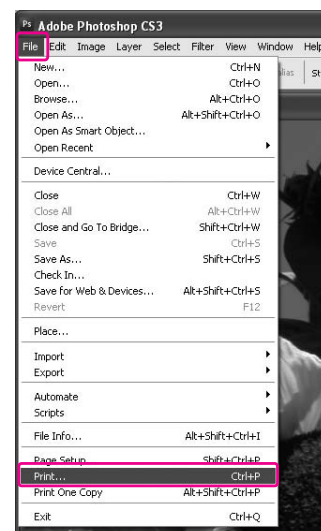 Ps Adobe Photoshop CS3
File Edit Image Layer Select Filter View Window Help
New... Ctrl+N
Open... Ctrl+O
Browse... Alt+Ctrl+O
Open As... Alt+Shift+Ctrl+O
Open As Smart Object...
Open Recent
Device Central...
Close Ctrl+W
Close All Alt+Ctrl+W
Close and Go To Bridge... Shift+Ctrl+W
Save Ctrl+S
Save As... Shift+Ctrl+S
Check In...
Save for Web & Devices... Alt+Shift+Ctrl+S
Revert F12
Place...
Import
Export
Automate
Scripts
File Info... Alt+Shift+Ctrl+I
Page Setup... Shift+Ctrl+P
Print... Ctrl+P
Print One Copy Alt+Shift+Ctrl+P
Exit Ctrl+Q